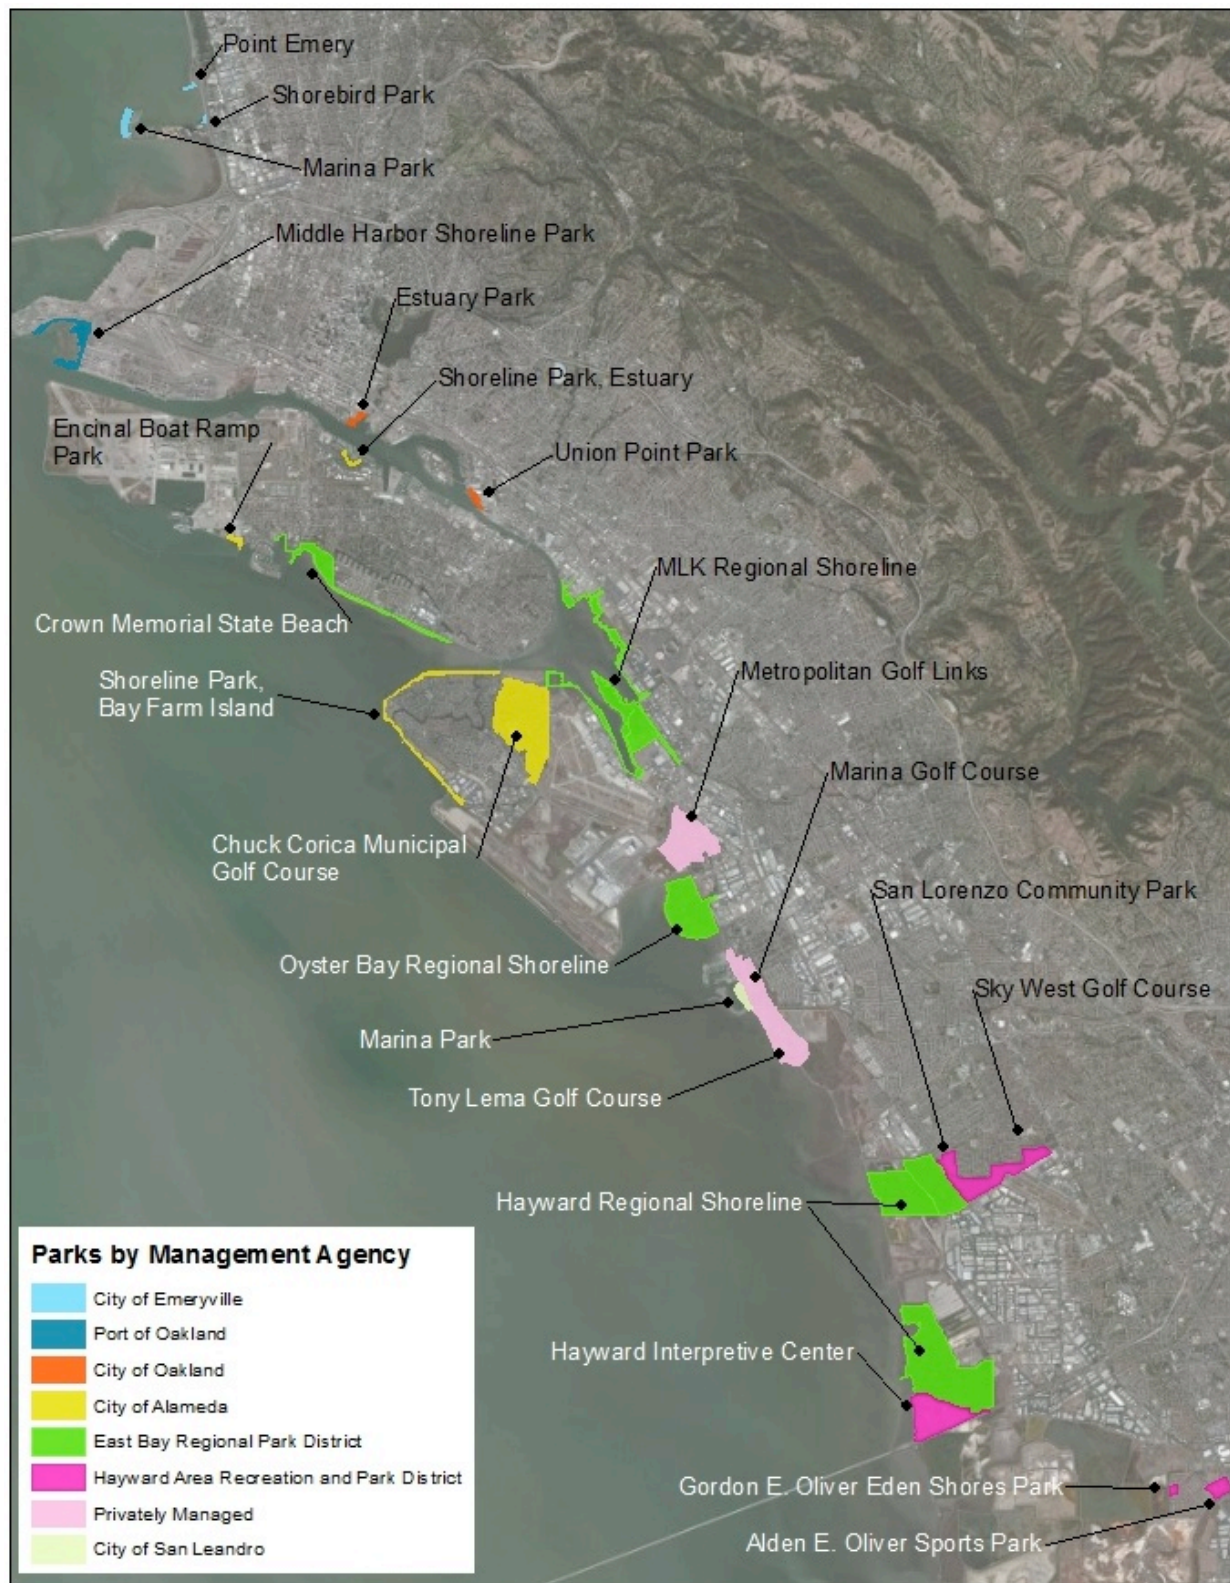 Point Emery
Shorebird Park
Marina Park
Middle Harbor Shoreline Park
Estuary Park
Shoreline Park, Estuary
Encinal Boat Ramp
Park
Union Point Park
MLK Regional Shoreline
Crown Memorial State Beach
Metropolitan Golf Links
Shoreline Park,
Bay Farm Island
Marina Golf Course
Chuck Corica Municipal
Golf Course
San Lorenzo Community Park
Oyster Bay Regional Shoreline
Sky West Golf Course
Marina Park
Tony Lema Golf Course
Hayward Regional Shoreline
Hayward Interpretive Center
Gordon E. Oliver Eden Shores Park
Alden E. Oliver Sports Park
Parks by Management Agency
City of Emeryville
Port of Oakland
City of Oakland
City of Alameda
East Bay Regional Park District
Hayward Area Recreation and Park District
Privately Managed
City of San Leandro